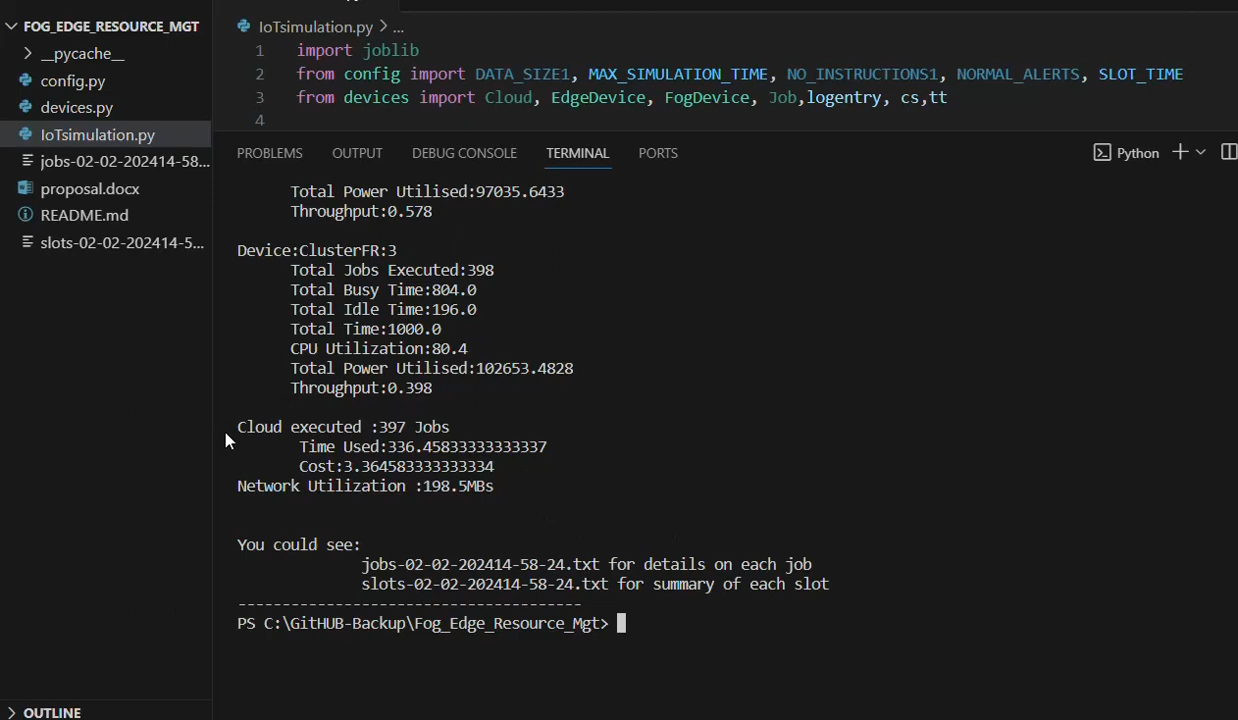 FOG_EDGE_RESOURCE_MGT
__pycache__
config.py
devices.py
IoTsimulation.py
jobs-02-02-202414-58...
proposal.docx
README.md
slots-02-02-202414-5...
OUTLINE
IoTsimulation.py > ...
1 import joblib
2 from config import DATA_SIZE1, MAX_SIMULATION_TIME, NO_INSTRUCTIONS1, NORMAL_ALERTS, SLOT_TIME
3 from devices import Cloud, EdgeDevice, FogDevice, Job,logentry, cs,tt
4
PROBLEMS OUTPUT DEBUG CONSOLE TERMINAL PORTS Python
Total Power Utilised:97035.6433
Throughput:0.578
Device:ClusterFR:3
Total Jobs Executed:398
Total Busy Time:804.0
Total Idle Time:196.0
Total Time:1000.0
CPU Utilization:80.4
Total Power Utilised:102653.4828
Throughput:0.398
Cloud executed :397 Jobs
Time Used:336.45833333333337
Cost:3.364583333333334
Network Utilization :198.5MBs
You could see:
jobs-02-02-202414-58-24.txt for details on each job
slots-02-02-202414-58-24.txt for summary of each slot
---------------------------------------
PS C:\GitHUB-Backup\Fog_Edge_Resource_Mgt>